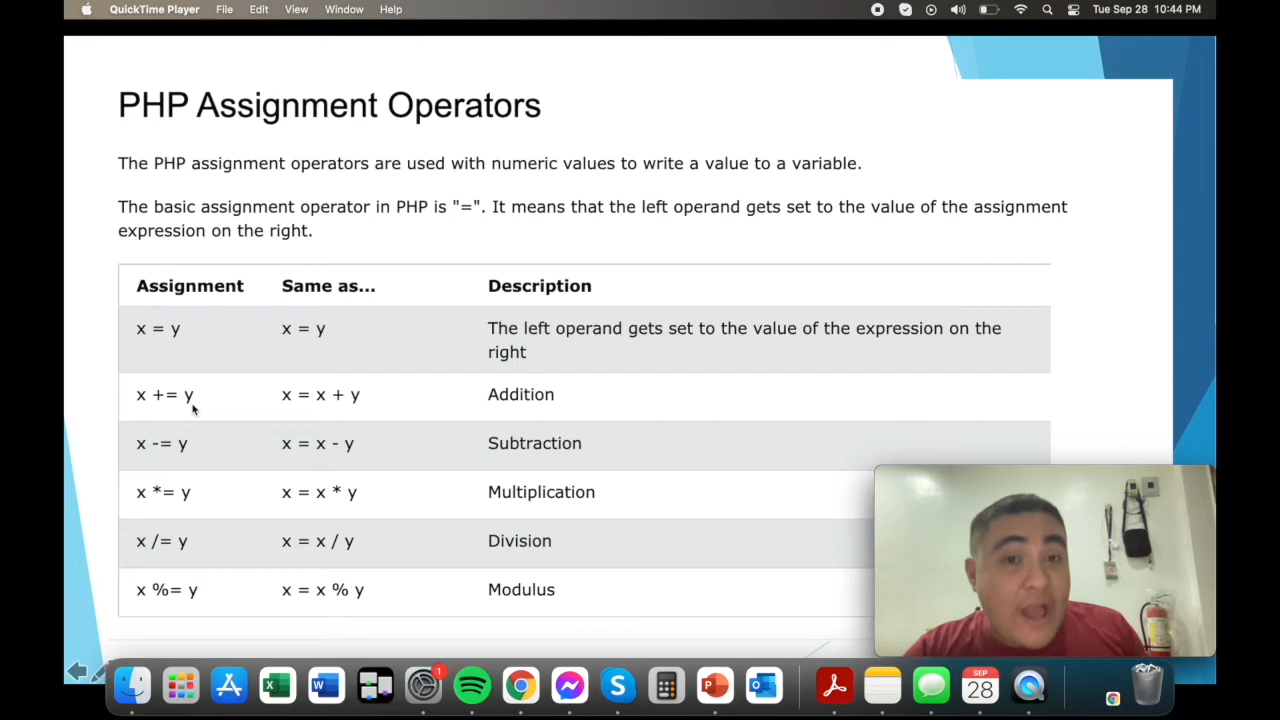 QuickTime Player File Edit View Window Help Tue Sep 28 10:44 PM
PHP Assignment Operators
The PHP assignment operators are used with numeric values to write a value to a variable.
The basic assignment operator in PHP is "=". It means that the left operand gets set to the value of the assignment
expression on the right.
Assignment Same as... Description
x = y x = y The left operand gets set to the value of the expression on the
right
x += y x = x + y Addition
x -= y x = x - y Subtraction
x *= y x = x * y Multiplication
x /= y x = x / y Division
x %= y x = x % y Modulus
1
X W S P O SEP
28